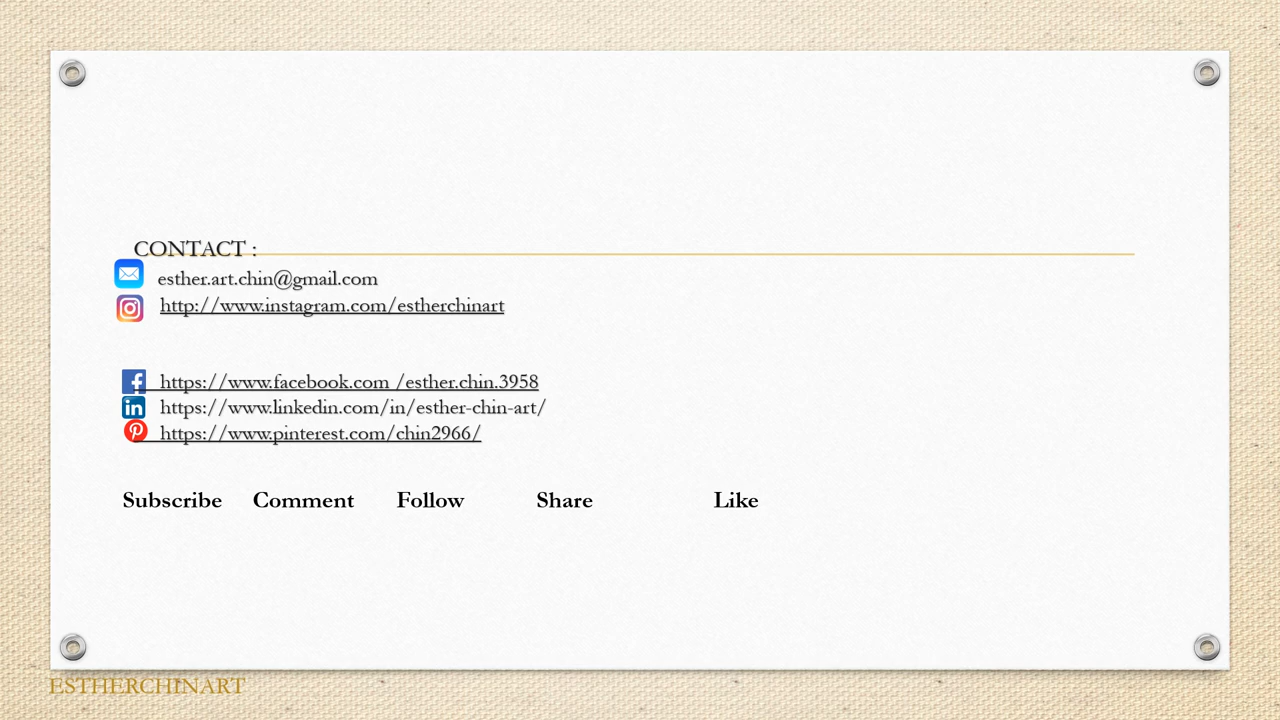 CONTACT :
esther.art.chin@gmail.com
http://www.instagram.com/estherchinart
https://www.facebook.com /esther.chin.3958
https://www.linkedin.com/in/esther-chin-art/
https://www.pinterest.com/chin2966/
Subscribe Comment Follow Share Like
ESTHERCHINART